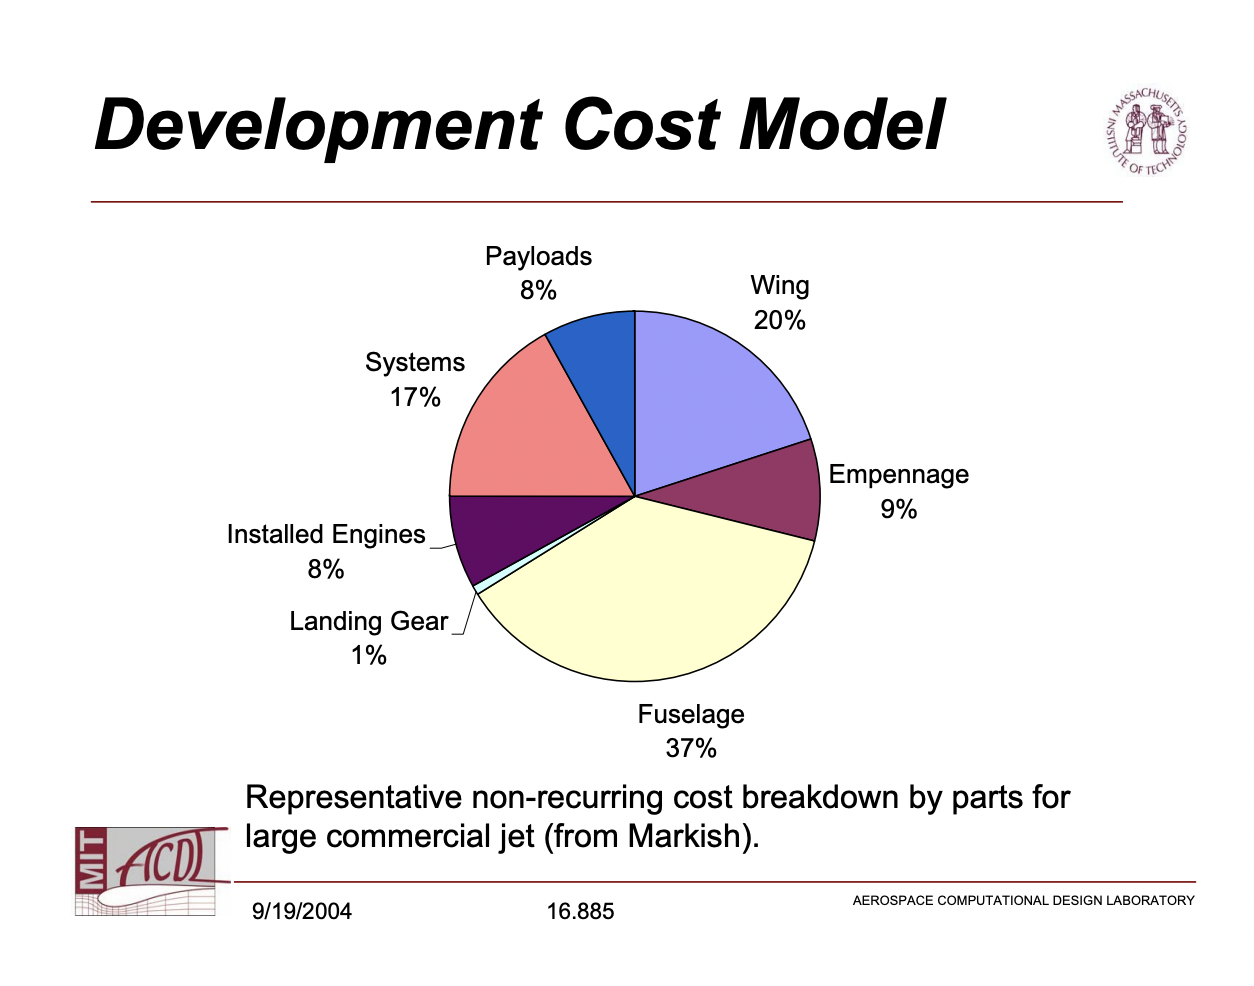 Development Cost Model
MASSACHUSETTS INSTITUTE OF TECHNOLOGY
Payloads
8%
Wing
20%
Systems
17%
Empennage
9%
Installed Engines
8%
Landing Gear
1%
Fuselage
37%
Representative non-recurring cost breakdown by parts for
large commercial jet (from Markish).
MIT
ACDL
9/19/2004
16.885
AEROSPACE COMPUTATIONAL DESIGN LABORATORY